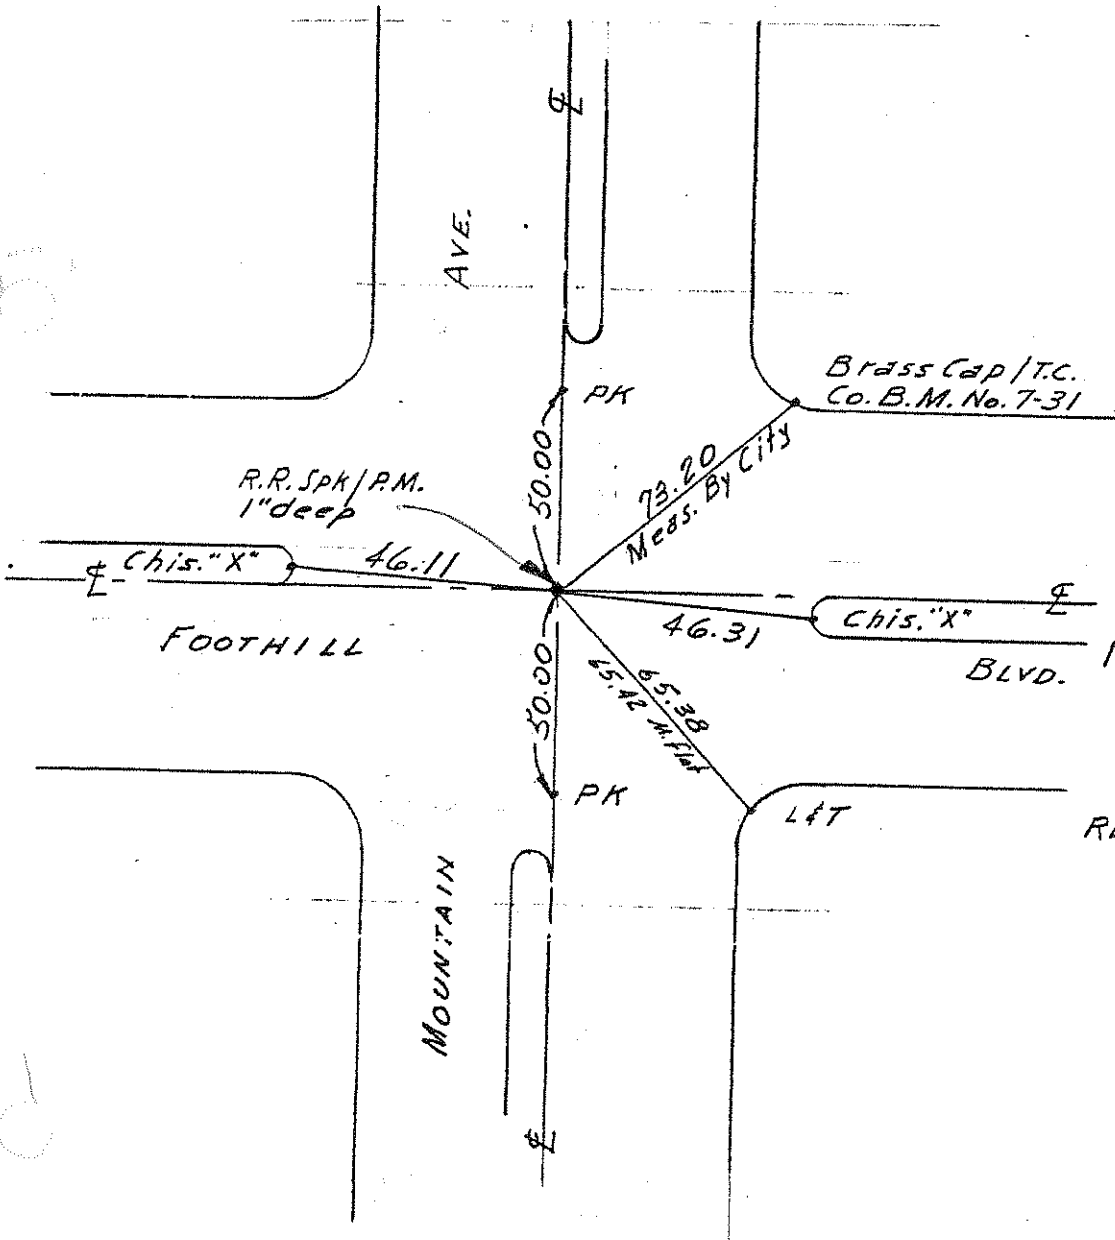 ℄
AVE.
PK
Brass Cap/T.C.
Co. B.M. No. 7-31
50.00
73.20
Meas. By City
R.R. Spk/P.M.
1" deep
Chis. "X"
46.11
℄
℄
46.31
Chis. "X"
FOOTHILL
BLVD.
50.00
65.38
65.42
PK
L&T
MOUNTAIN
℄